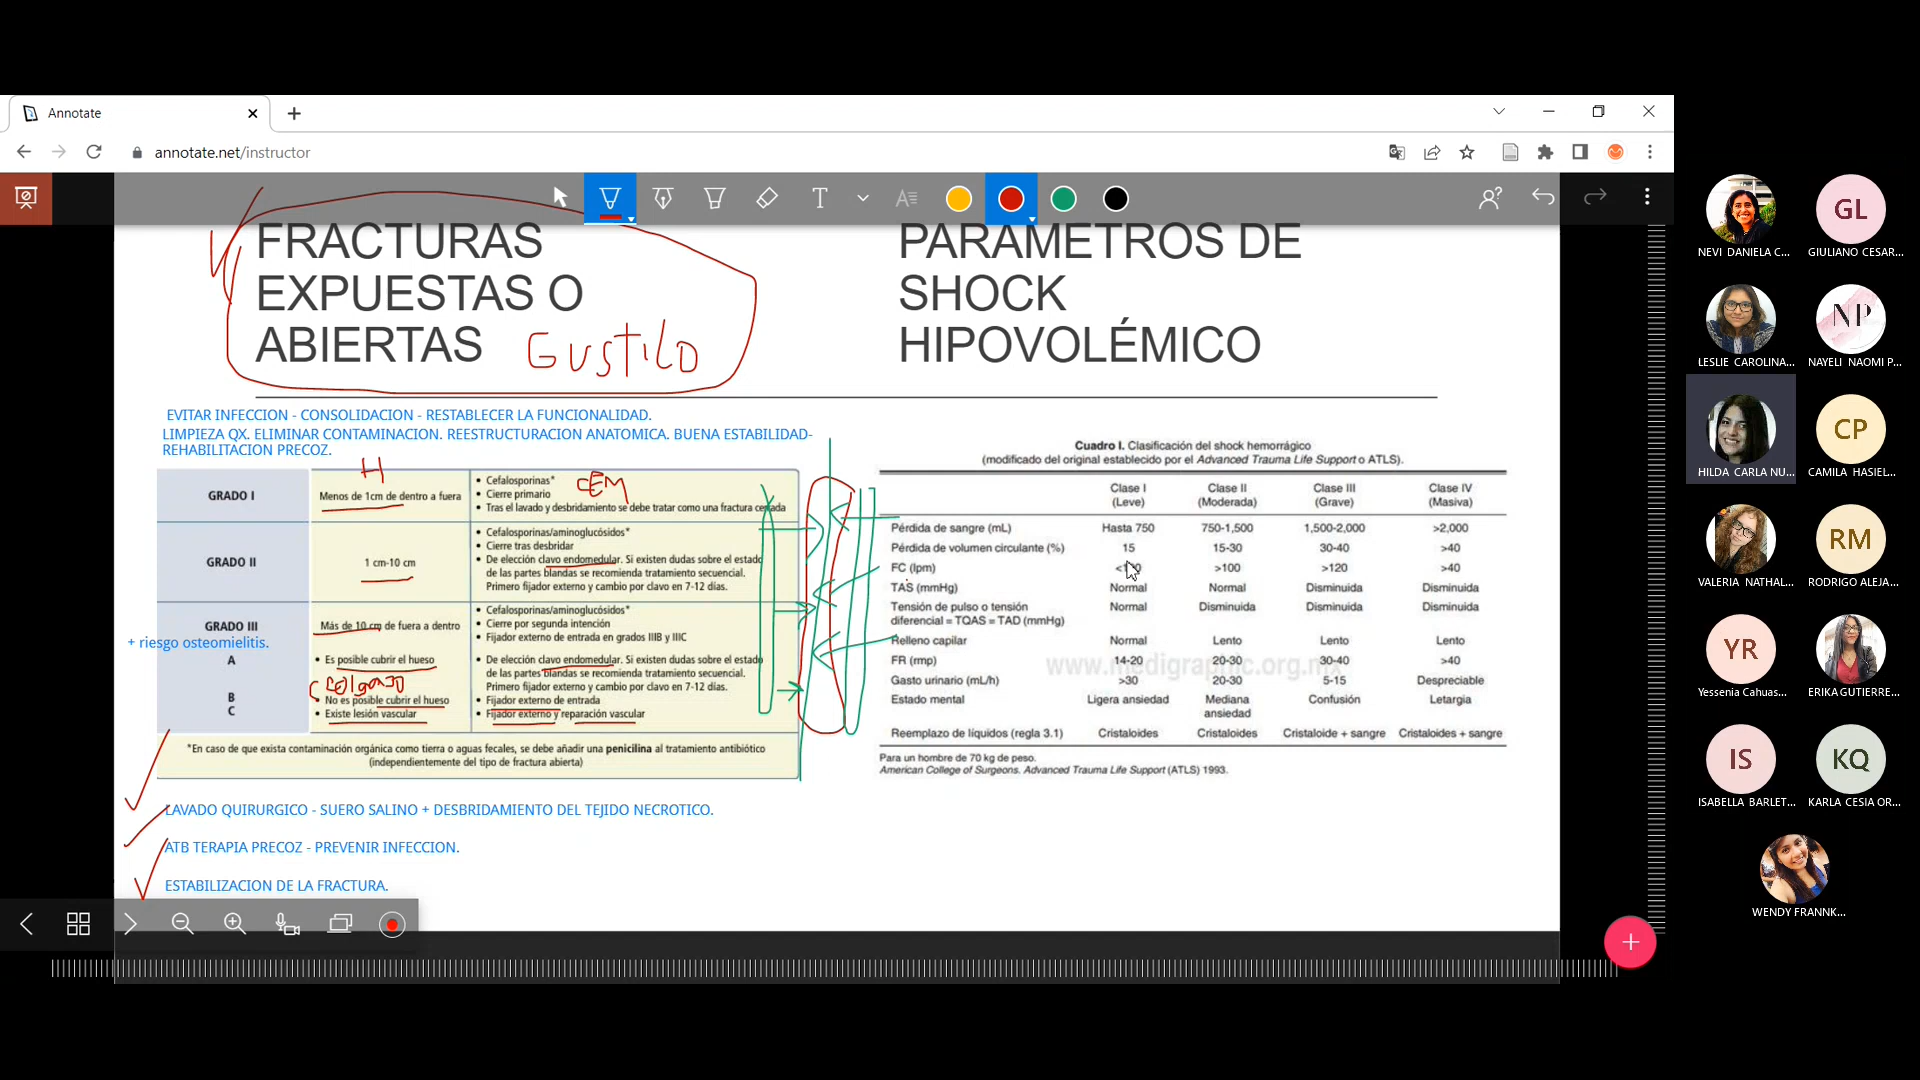 Annotate
annotate.net/instructor
FRACTURAS
EXPUESTAS O
ABIERTAS GUSTILO
EVITAR INFECCION - CONSOLIDACION - RESTABLECER LA FUNCIONALIDAD.
LIMPIEZA QX. ELIMINAR CONTAMINACION. REESTRUCTURACION ANATOMICA. BUENA ESTABILIDAD-
REHABILITACION PRECOZ.
H
CEM
GRADO I
Menos de 1cm de dentro a fuera
• Cefalosporinas*
• Cierre primario
• Tras el lavado y desbridamiento se debe tratar como una fractura cerrada
GRADO II
1 cm-10 cm
• Cefalosporinas/aminoglucósidos*
• Cierre tras desbridar
• De elección clavo endomedular. Si existen dudas sobre el estado
de las partes blandas se recomienda tratamiento secuencial.
Primero fijador externo y cambio por clavo en 7-12 días.
GRADO III
+ riesgo osteomielitis.
Más de 10 cm de fuera a dentro
• Cefalosporinas/aminoglucósidos*
• Cierre por segunda intención
• Fijador externo de entrada en grados IIIB y IIIC
A
• Es posible cubrir el hueso
• De elección clavo endomedular. Si existen dudas sobre el estado
de las partes blandas se recomienda tratamiento secuencial.
Primero fijador externo y cambio por clavo en 7-12 días.
colgajo
B
• No es posible cubrir el hueso
• Fijador externo de entrada
C
• Existe lesión vascular
• Fijador externo y reparación vascular
*En caso de que exista contaminación orgánica como tierra o aguas fecales, se debe añadir una penicilina al tratamiento antibiótico
(independientemente del tipo de fractura abierta)
LAVADO QUIRURGICO - SUERO SALINO + DESBRIDAMIENTO DEL TEJIDO NECROTICO.
ATB TERAPIA PRECOZ - PREVENIR INFECCION.
ESTABILIZACION DE LA FRACTURA.
PARAMETROS DE
SHOCK
HIPOVOLÉMICO
Cuadro I. Clasificación del shock hemorrágico
(modificado del original establecido por el Advanced Trauma Life Support o ATLS).
Clase I Clase II Clase III Clase IV
(Leve) (Moderada) (Grave) (Masiva)
Pérdida de sangre (mL) Hasta 750 750-1,500 1,500-2,000 >2,000
Pérdida de volumen circulante (%) 15 15-30 30-40 >40
FC (lpm) >100 >120 >40
TAS (mmHg) Normal Normal Disminuida Disminuida
Tensión de pulso o tensión Normal Disminuida Disminuida Disminuida
diferencial = TQAS = TAD (mmHg)
Relleno capilar Normal Lento Lento Lento
FR (rmp) 14-20 20-30 30-40 >40
Gasto urinario (mL/h) >30 20-30 5-15 Despreciable
Estado mental Ligera ansiedad Mediana Confusión Letargia
ansiedad
Reemplazo de líquidos (regla 3.1) Cristaloides Cristaloides Cristaloide + sangre Cristaloides + sangre
Para un hombre de 70 kg de peso.
American College of Surgeons. Advanced Trauma Life Support (ATLS) 1993.
www.medigraphic.org.mx
NEVI DANIELA C...
GL
GIULIANO CESAR...
LESLIE CAROLINA...
NP
NAYELI NAOMI P...
HILDA CARLA NU...
CP
CAMILA HASIEL...
VALERIA NATHAL...
RM
RODRIGO ALEJA...
YR
Yessenia Cahuas...
ERIKA GUTIERRE...
IS
ISABELLA BARLET...
KQ
KARLA CESIA OR...
WENDY FRANNK...